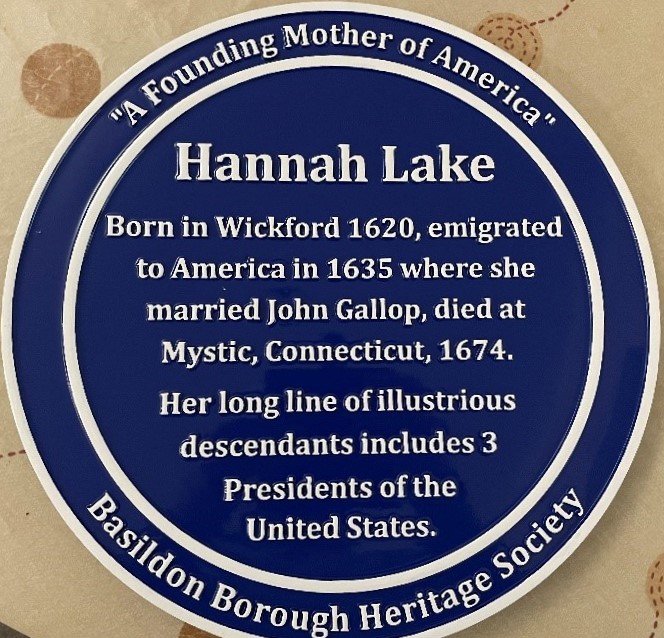 "A Founding Mother of America"
Hannah Lake
Born in Wickford 1620, emigrated
to America in 1635 where she
married John Gallop, died at
Mystic, Connecticut, 1674.
Her long line of illustrious
descendants includes 3
Presidents of the
United States.
Basildon Borough Heritage Society